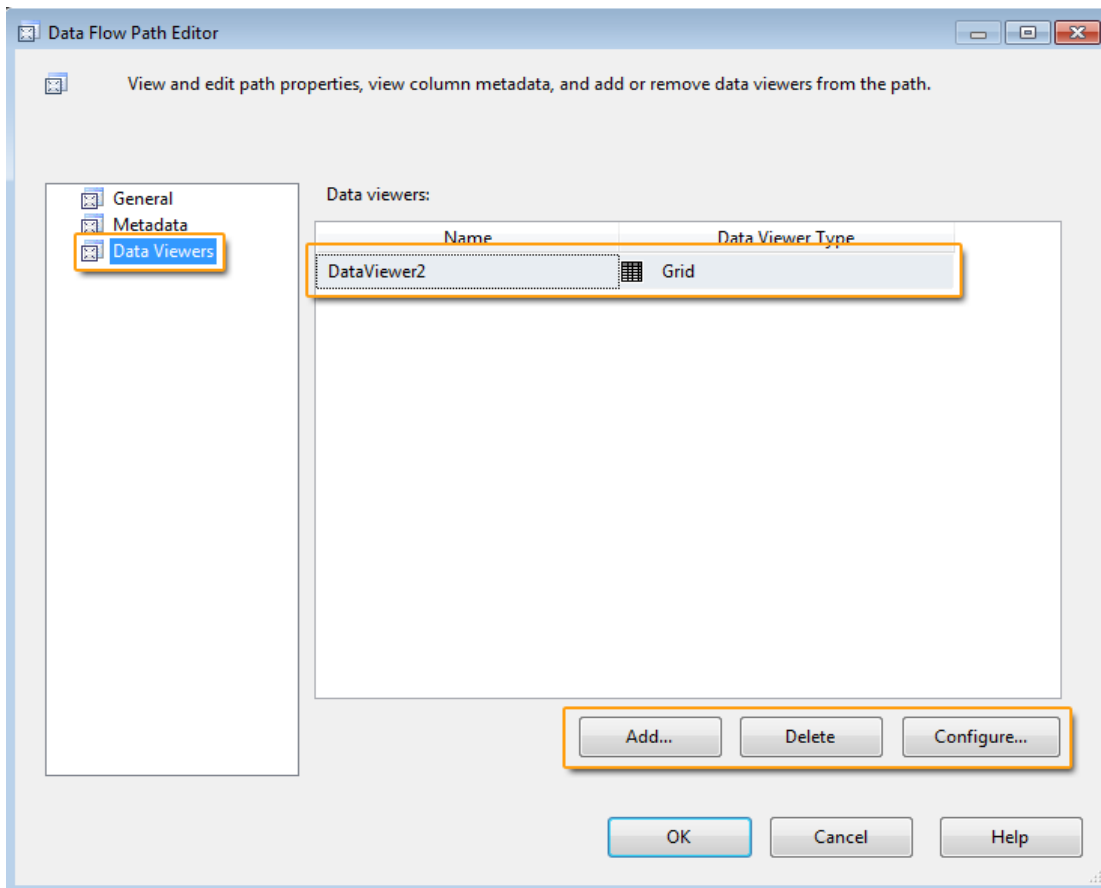 Data Flow Path Editor
View and edit path properties, view column metadata, and add or remove data viewers from the path.
General
Metadata
Data Viewers
Data viewers:
Name Data Viewer Type
DataViewer2 Grid
Add... Delete Configure...
OK Cancel Help